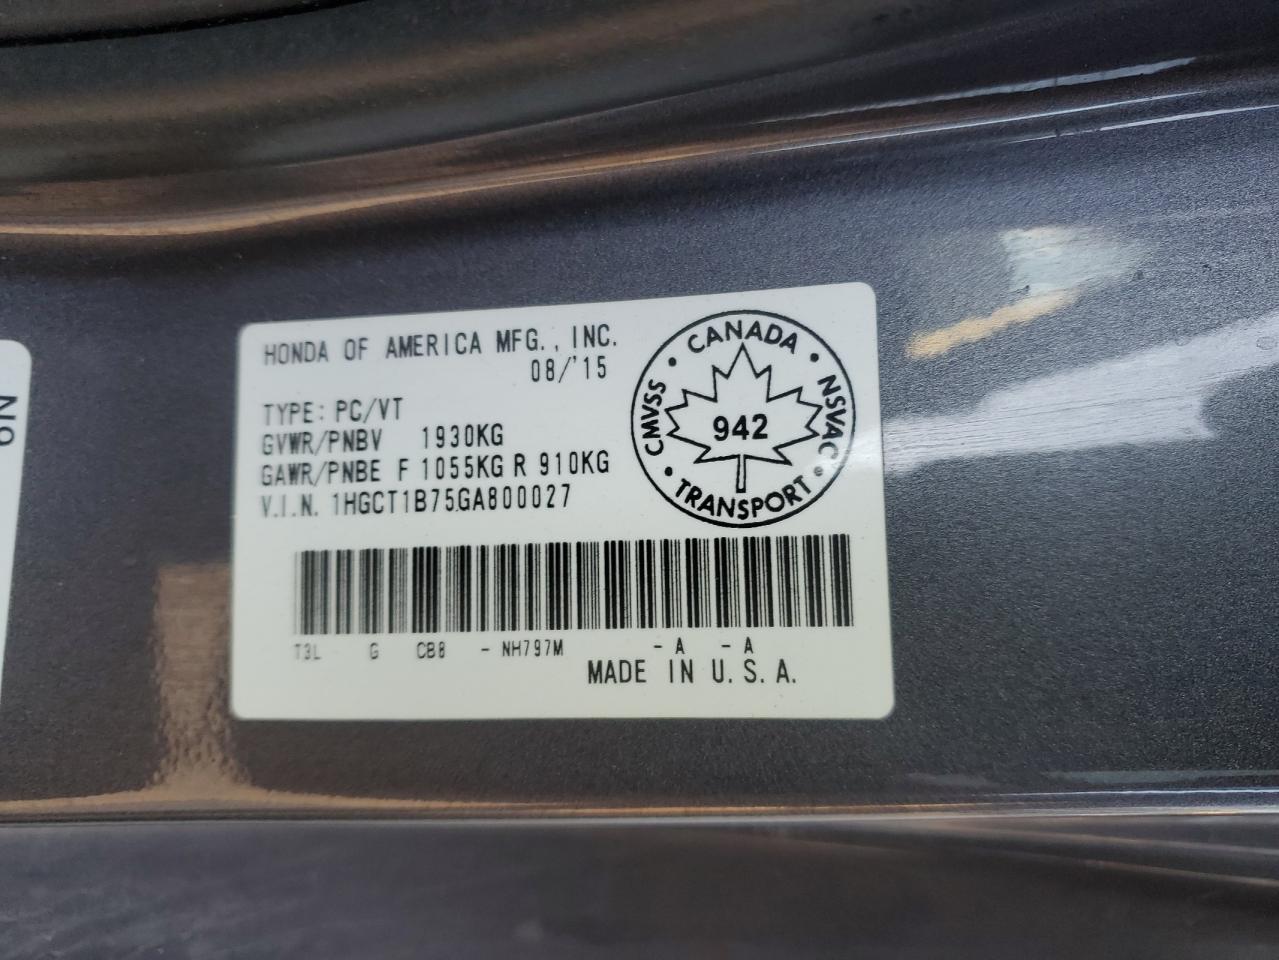 HONDA OF AMERICA MFG., INC.
08/'15
TYPE: PC/VT
GVWR/PNBV 1930KG
GAWR/PNBE F 1055KG R 910KG
V.I.N. 1HGCT1B75GA800027
CANADA
CMVSS
942
NSVAC
TRANSPORT
T3L G CB8 - NH797M - A - A
MADE IN U.S.A.